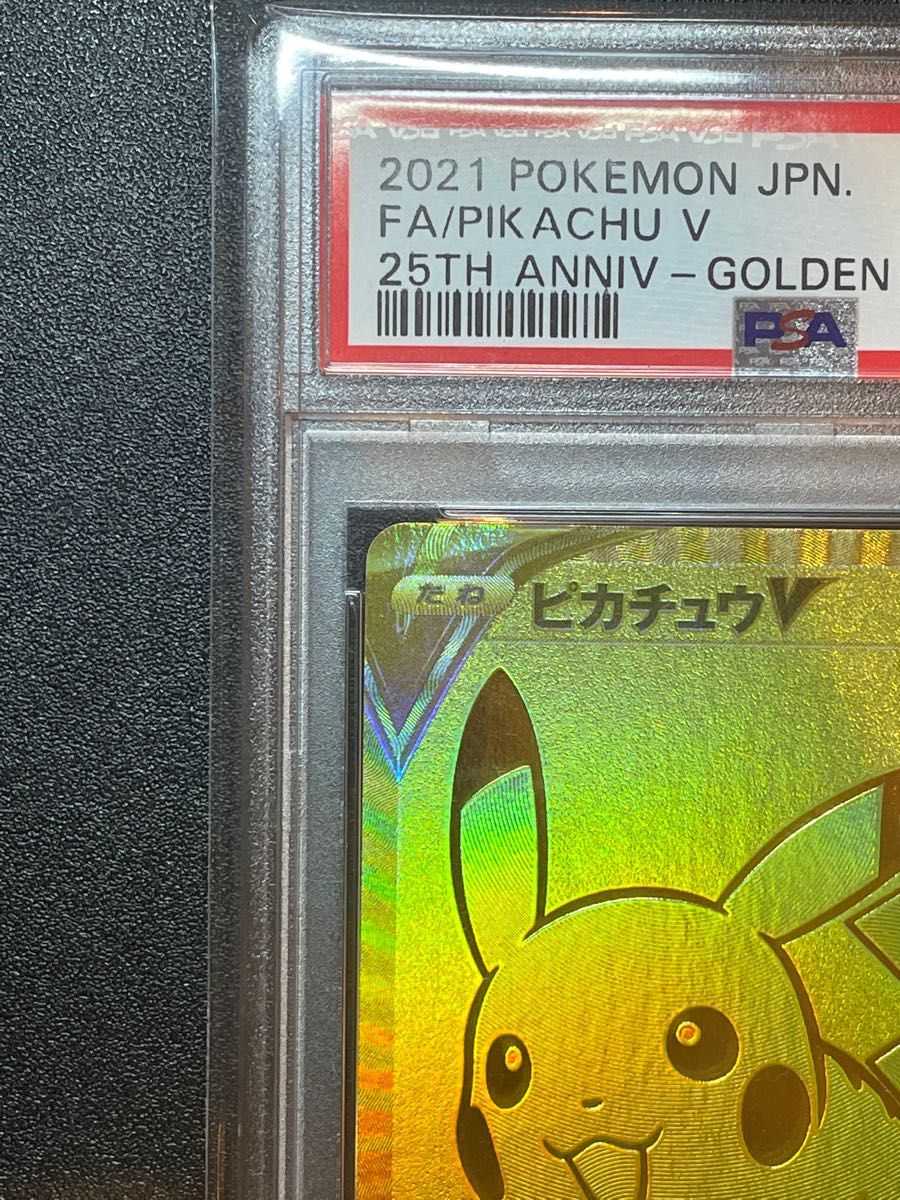 2021 POKEMON JPN.
FA/PIKACHU V
25TH ANNIV – GOLDEN
PSA
たね ピカチュウV